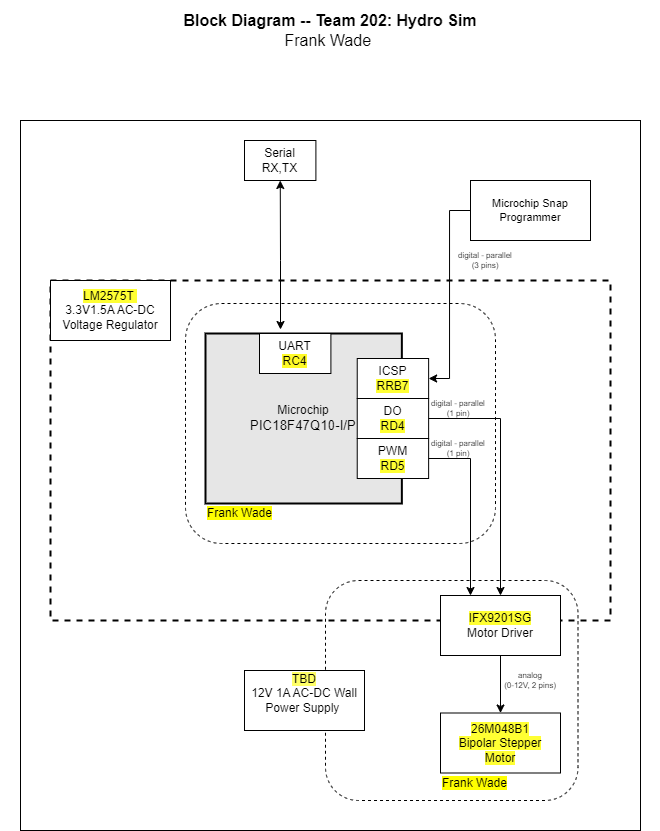 Block Diagram -- Team 202: Hydro Sim
Frank Wade
Serial
RX,TX
Microchip Snap
Programmer
digital - parallel
(3 pins)
LM2575T
3.3V1.5A AC-DC
Voltage Regulator
UART
RC4
ICSP
RRB7
Microchip
PIC18F47Q10-I/P
DO
RD4
digital - parallel
(1 pin)
PWM
RD5
digital - parallel
(1 pin)
Frank Wade
IFX9201SG
Motor Driver
TBD
12V 1A AC-DC Wall
Power Supply
analog
(0-12V, 2 pins)
26M048B1
Bipolar Stepper
Motor
Frank Wade